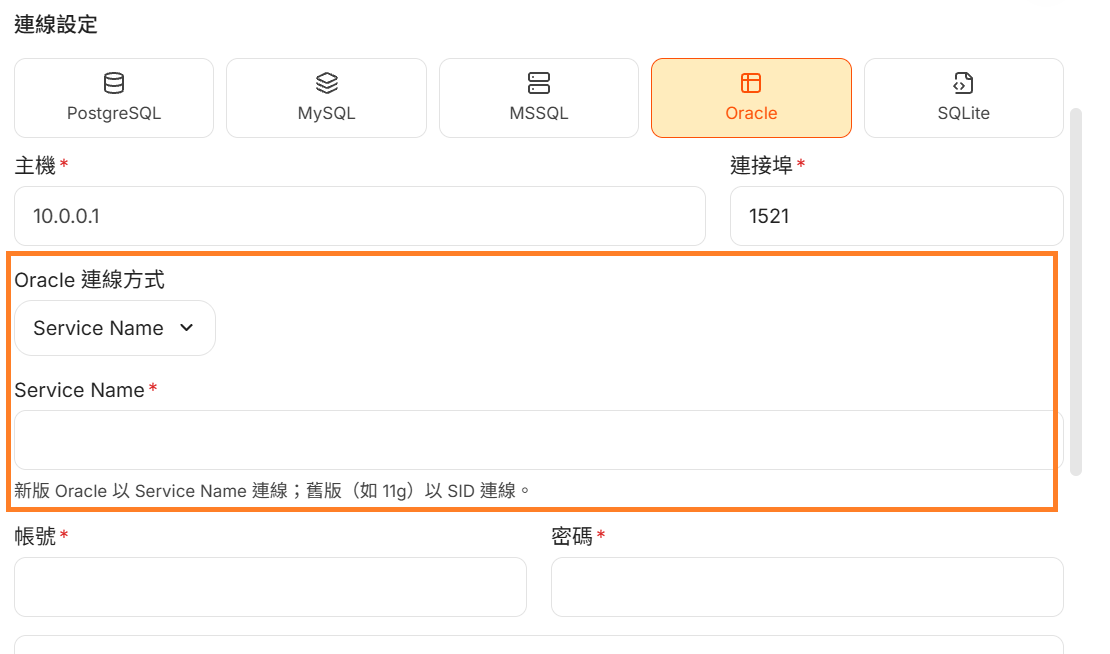 連線設定
PostgreSQL MySQL MSSQL Oracle SQLite
主機* 連接埠*
10.0.0.1 1521
Oracle 連線方式
Service Name
Service Name*
新版 Oracle 以 Service Name 連線；舊版（如 11g）以 SID 連線。
帳號* 密碼*